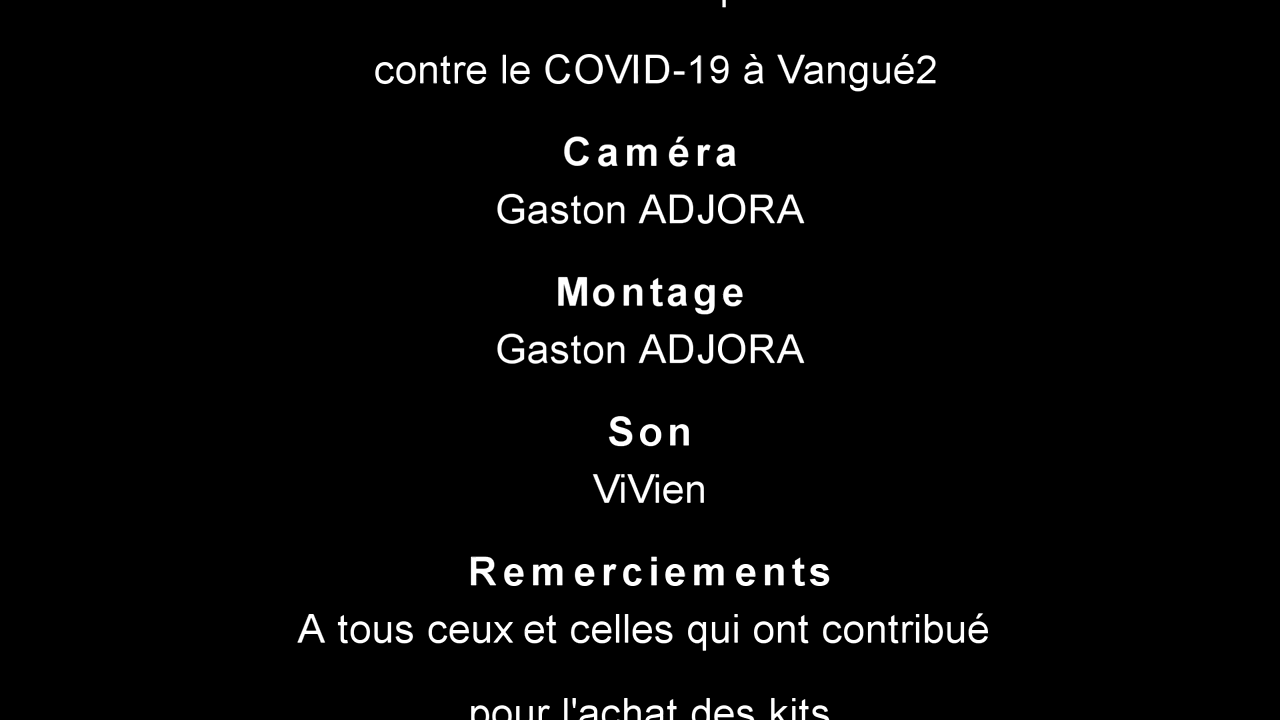 contre le COVID-19 à Vangué2
Caméra
Gaston ADJORA
Montage
Gaston ADJORA
Son
ViVien
Remerciements
A tous ceux et celles qui ont contribué
pour l'achat des kits